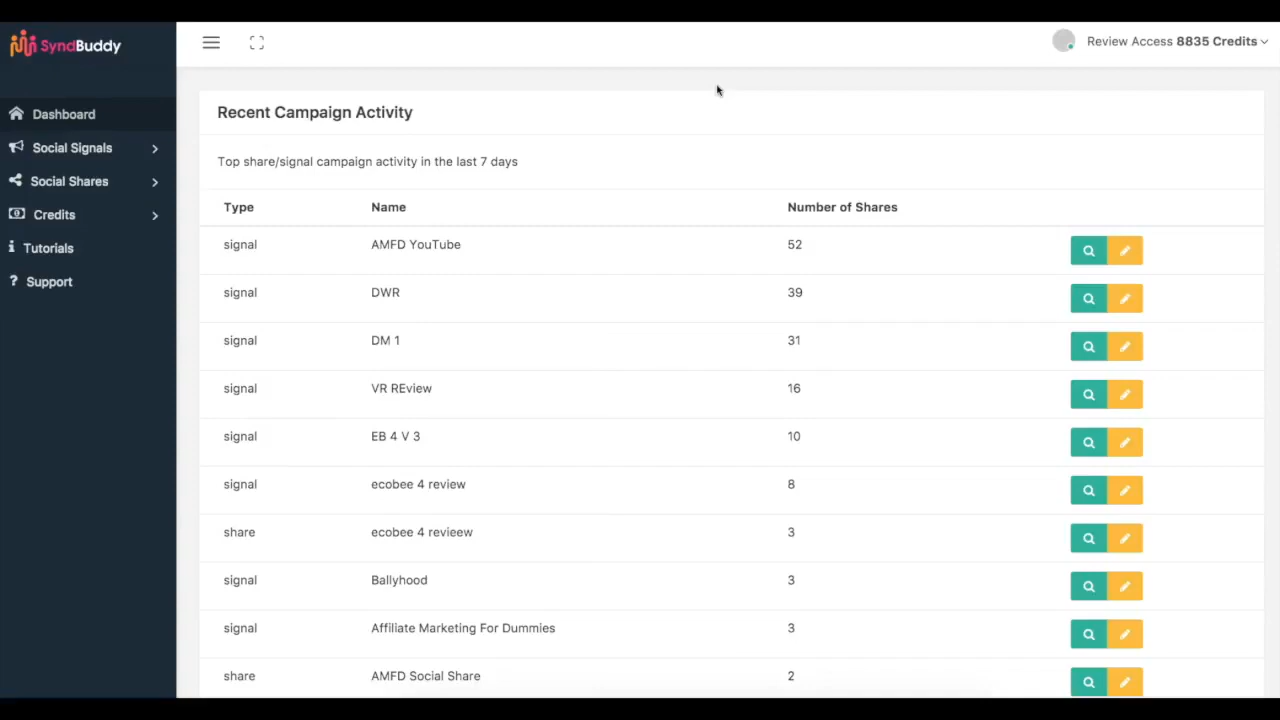 SyndBuddy
Review Access 8835 Credits
Dashboard
Social Signals
Social Shares
Credits
Tutorials
Support
Recent Campaign Activity
Top share/signal campaign activity in the last 7 days
Type Name Number of Shares
signal AMFD YouTube 52
signal DWR 39
signal DM 1 31
signal VR REview 16
signal EB 4 V 3 10
signal ecobee 4 review 8
share ecobee 4 revieew 3
signal Ballyhood 3
signal Affiliate Marketing For Dummies 3
share AMFD Social Share 2